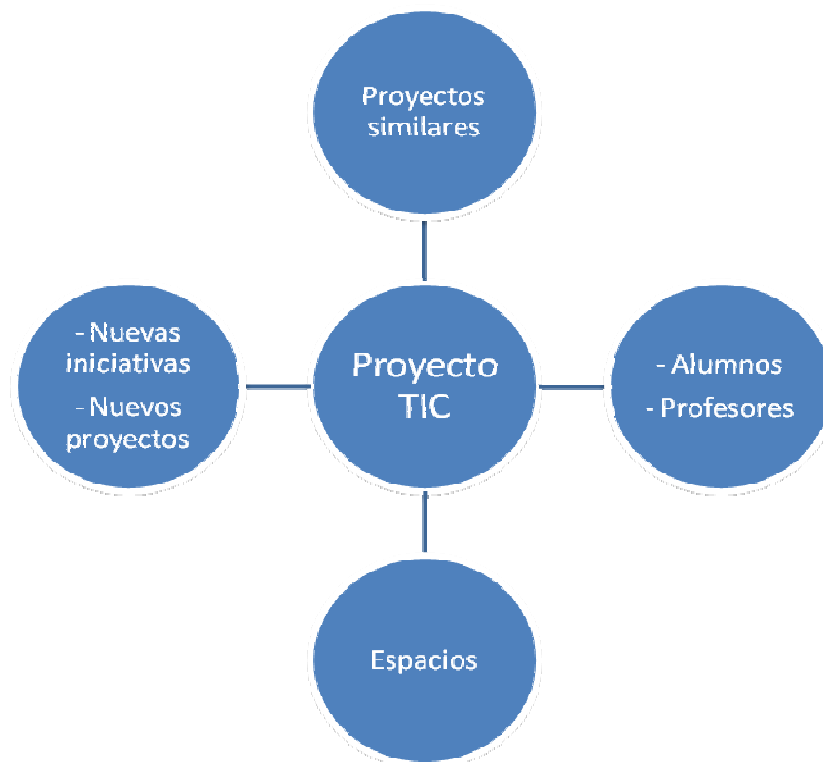 Proyectos
similares
- Nuevas
iniciativas
- Nuevos
proyectos
Proyecto
TIC
- Alumnos
- Profesores
Espacios